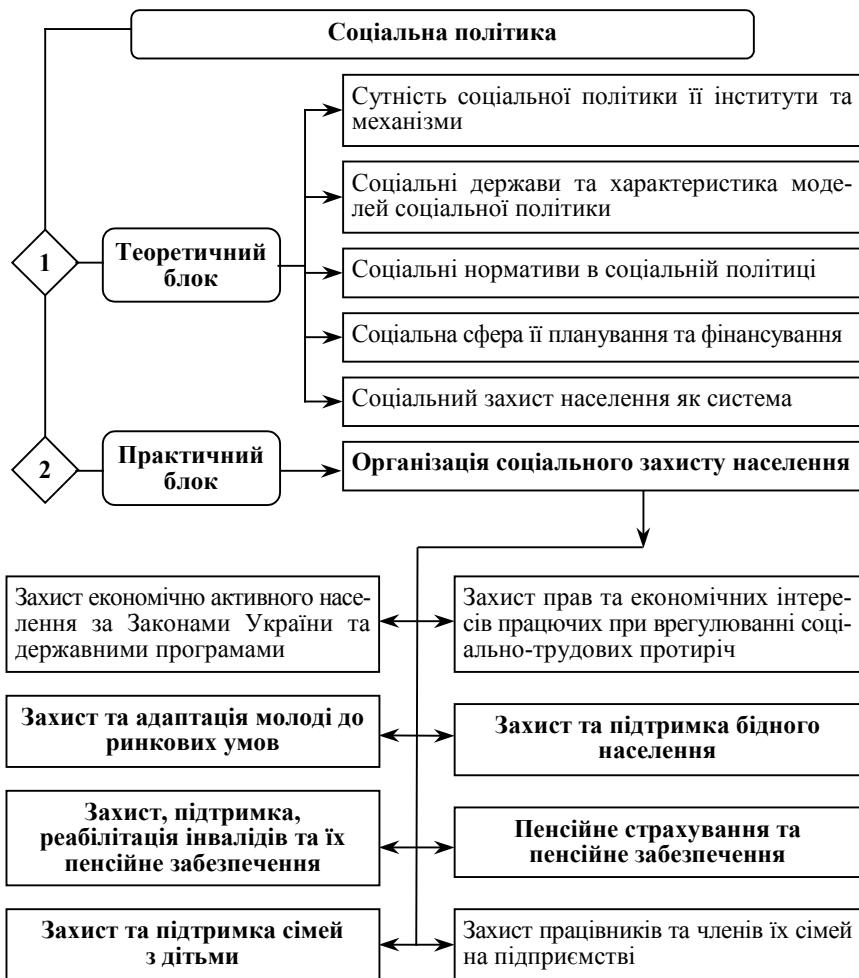 Соціальна політика
Сутність соціальної політики її інститути та
механізми
Соціальні держави та характеристика моде-
лей соціальної політики
1
Теоретичний
блок
Соціальні нормативи в соціальній політиці
Соціальна сфера її планування та фінансування
Соціальний захист населення як система
2
Практичний
блок
Організація соціального захисту населення
Захист економічно активного насе-
лення за Законами України та
державними програмами
Захист прав та економічних інтере-
сів працюючих при врегулюванні соці-
ально-трудових протиріч
Захист та адаптація молоді до
ринкових умов
Захист та підтримка бідного
населення
Захист, підтримка,
реабілітація інвалідів та їх
пенсійне забезпечення
Пенсійне страхування та
пенсійне забезпечення
Захист та підтримка сімей
з дітьми
Захист працівників та членів їх сімей
на підприємстві